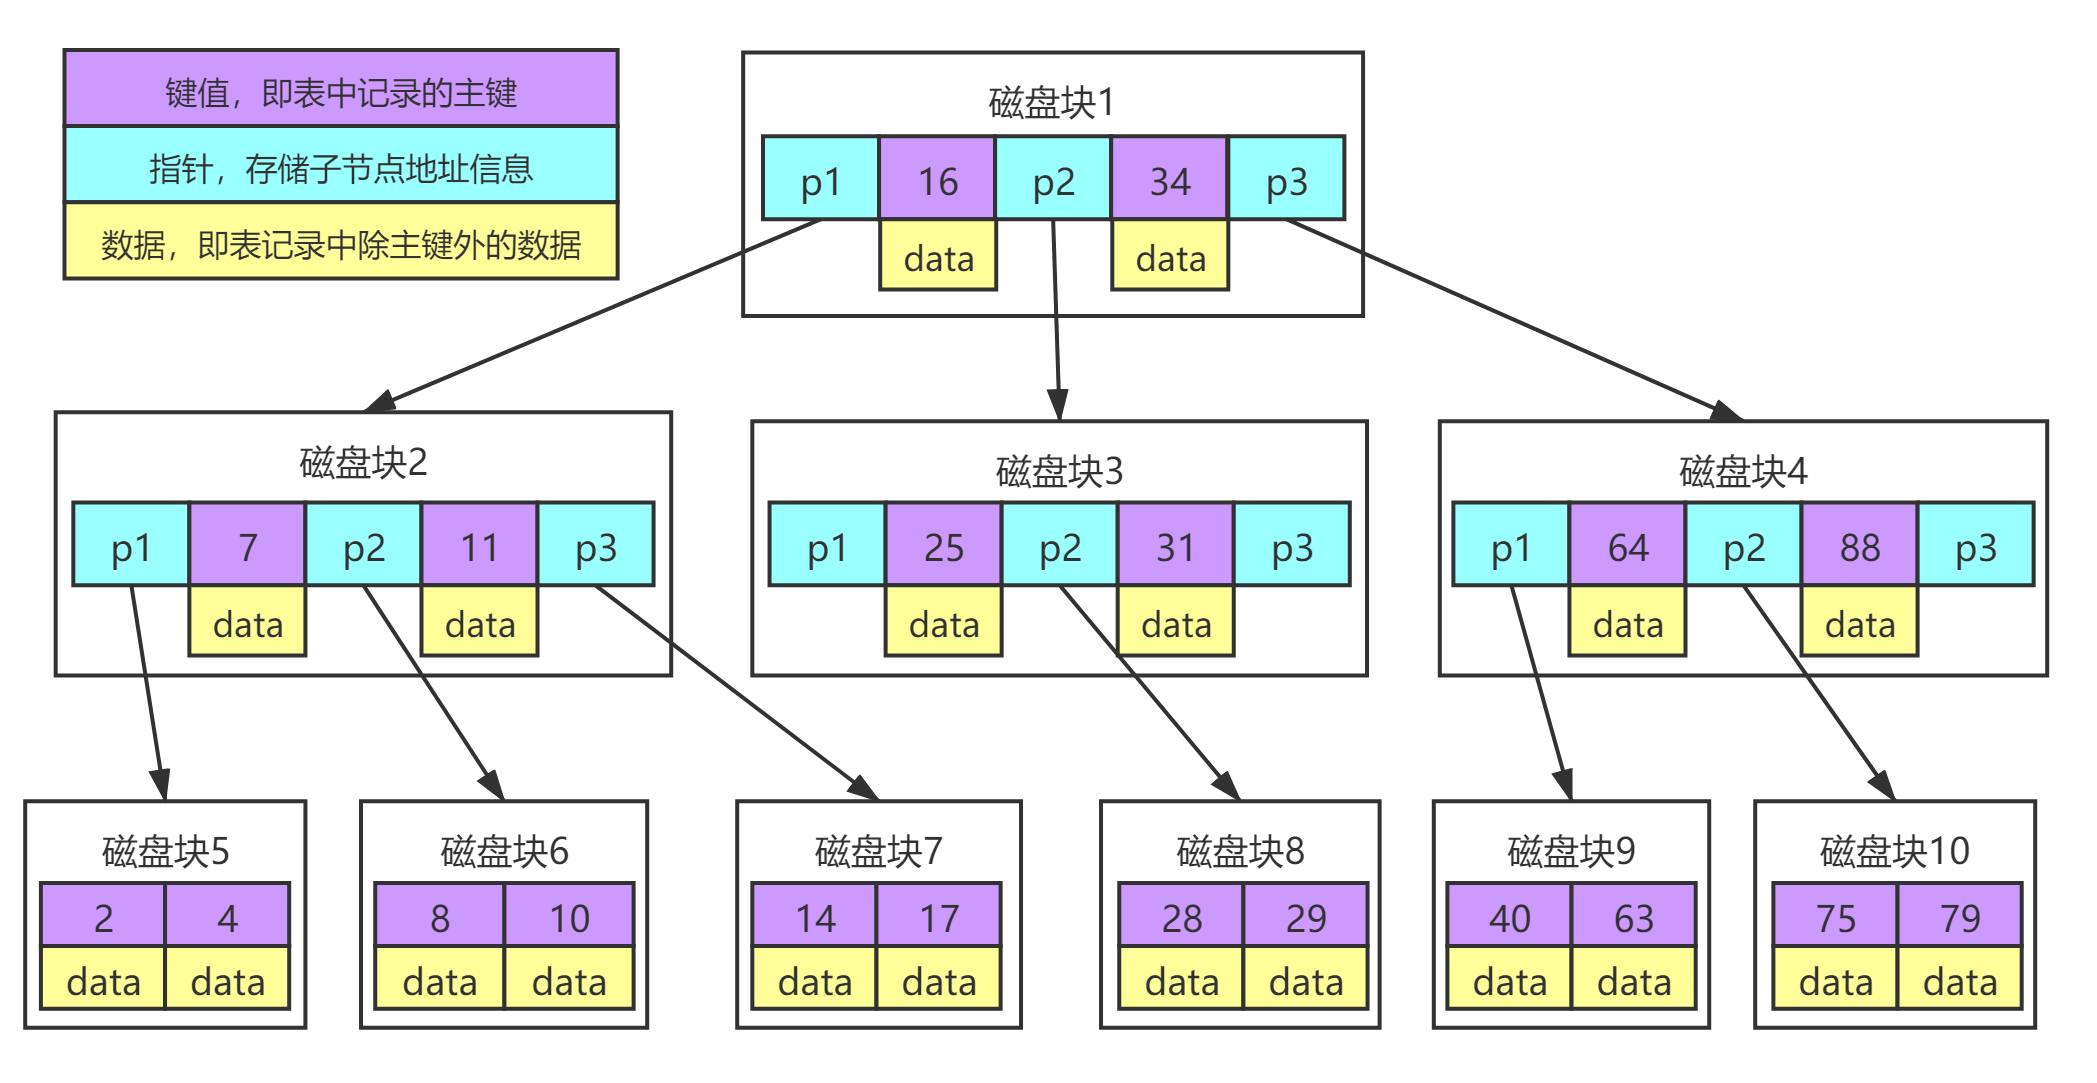 键值，即表中记录的主键
指针，存储子节点地址信息
数据，即表记录中除主键外的数据
磁盘块1
p1 16 p2 34 p3
data data
磁盘块2
p1 7 p2 11 p3
data data
磁盘块3
p1 25 p2 31 p3
data data
磁盘块4
p1 64 p2 88 p3
data data
磁盘块5
2 4
data data
磁盘块6
8 10
data data
磁盘块7
14 17
data data
磁盘块8
28 29
data data
磁盘块9
40 63
data data
磁盘块10
75 79
data data